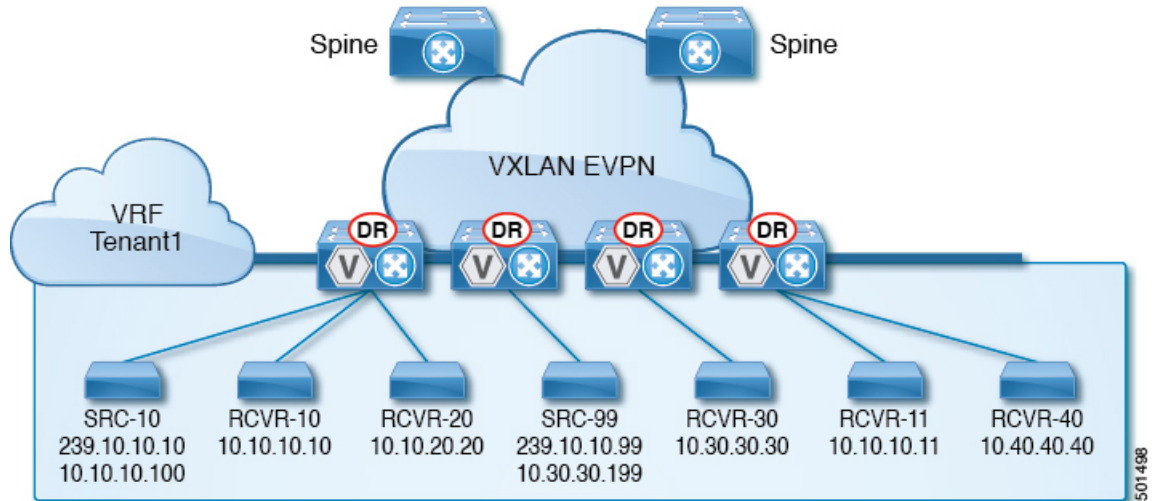 Spine
Spine
VXLAN EVPN
VRF
Tenant1
DR
DR
DR
DR
V
V
V
V
SRC-10
239.10.10.10
10.10.10.100
RCVR-10
10.10.10.10
RCVR-20
10.10.20.20
SRC-99
239.10.10.99
10.30.30.199
RCVR-30
10.30.30.30
RCVR-11
10.10.10.11
RCVR-40
10.40.40.40
501498